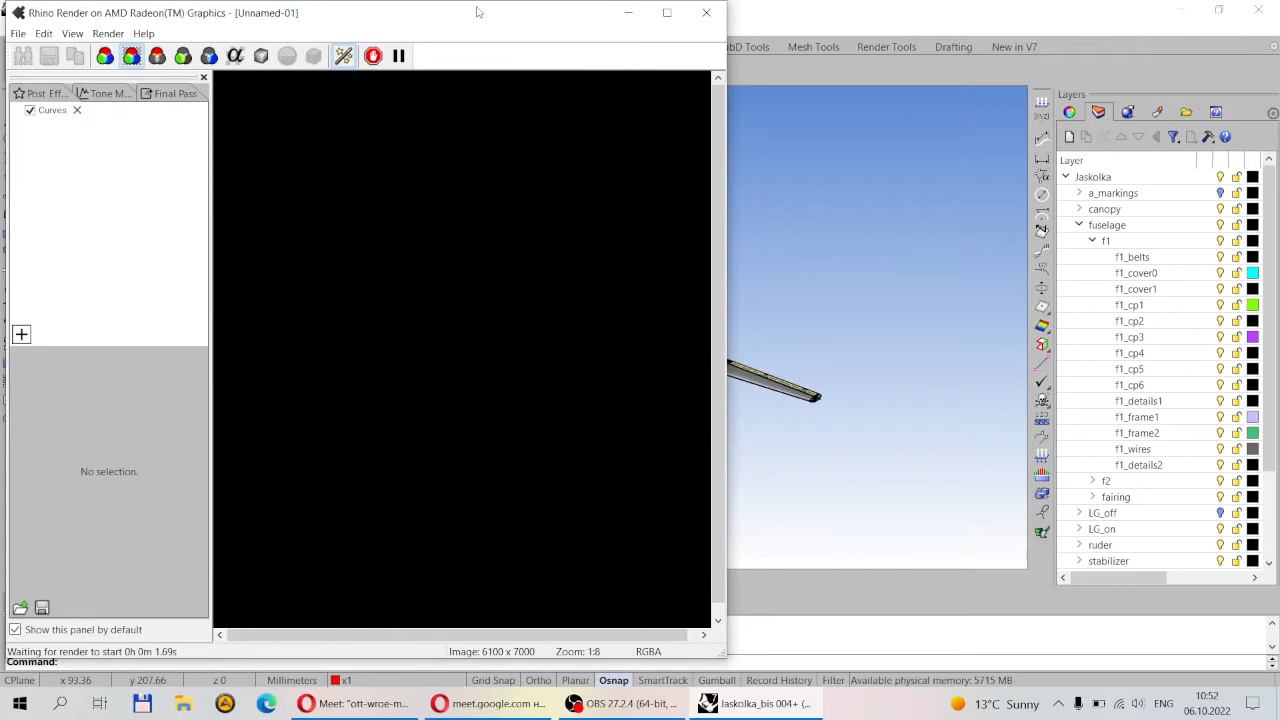 Rhino Render on AMD Radeon(TM) Graphics - [Unnamed-01]
File Edit View Render Help
bD Tools Mesh Tools Render Tools Drafting New in V7
Post Eff... Tone M... Final Pass
Curves
No selection.
Show this panel by default
Waiting for render to start 0h 0m 1.69s Image: 6100 x 7000 Zoom: 1:8 RGBA
Layers
Layer
Jaskolka
a_markings
canopy
fuselage
f1
f1_belts
f1_cover0
f1_cover1
f1_cp1
f1_cp2
f1_cp3
f1_cp4
f1_cp5
f1_cp6
f1_details1
f1_frame1
f1_frame2
f1_wires
f1_details2
f2
fairing
LG_off
LG_on
ruder
stabilizer
Command:
CPlane x 93.36 y 207.66 z 0 Millimeters x1 Grid Snap Ortho Planar Osnap SmartTrack Gumball Record History Filter Available physical memory: 5715 MB
Meet: "ott-wroe-m... meet.google.com н... OBS 27.2.4 (64-bit, ... Jaskolka_bis 004+ (... 13°C Sunny ENG 10:52
06.10.2022